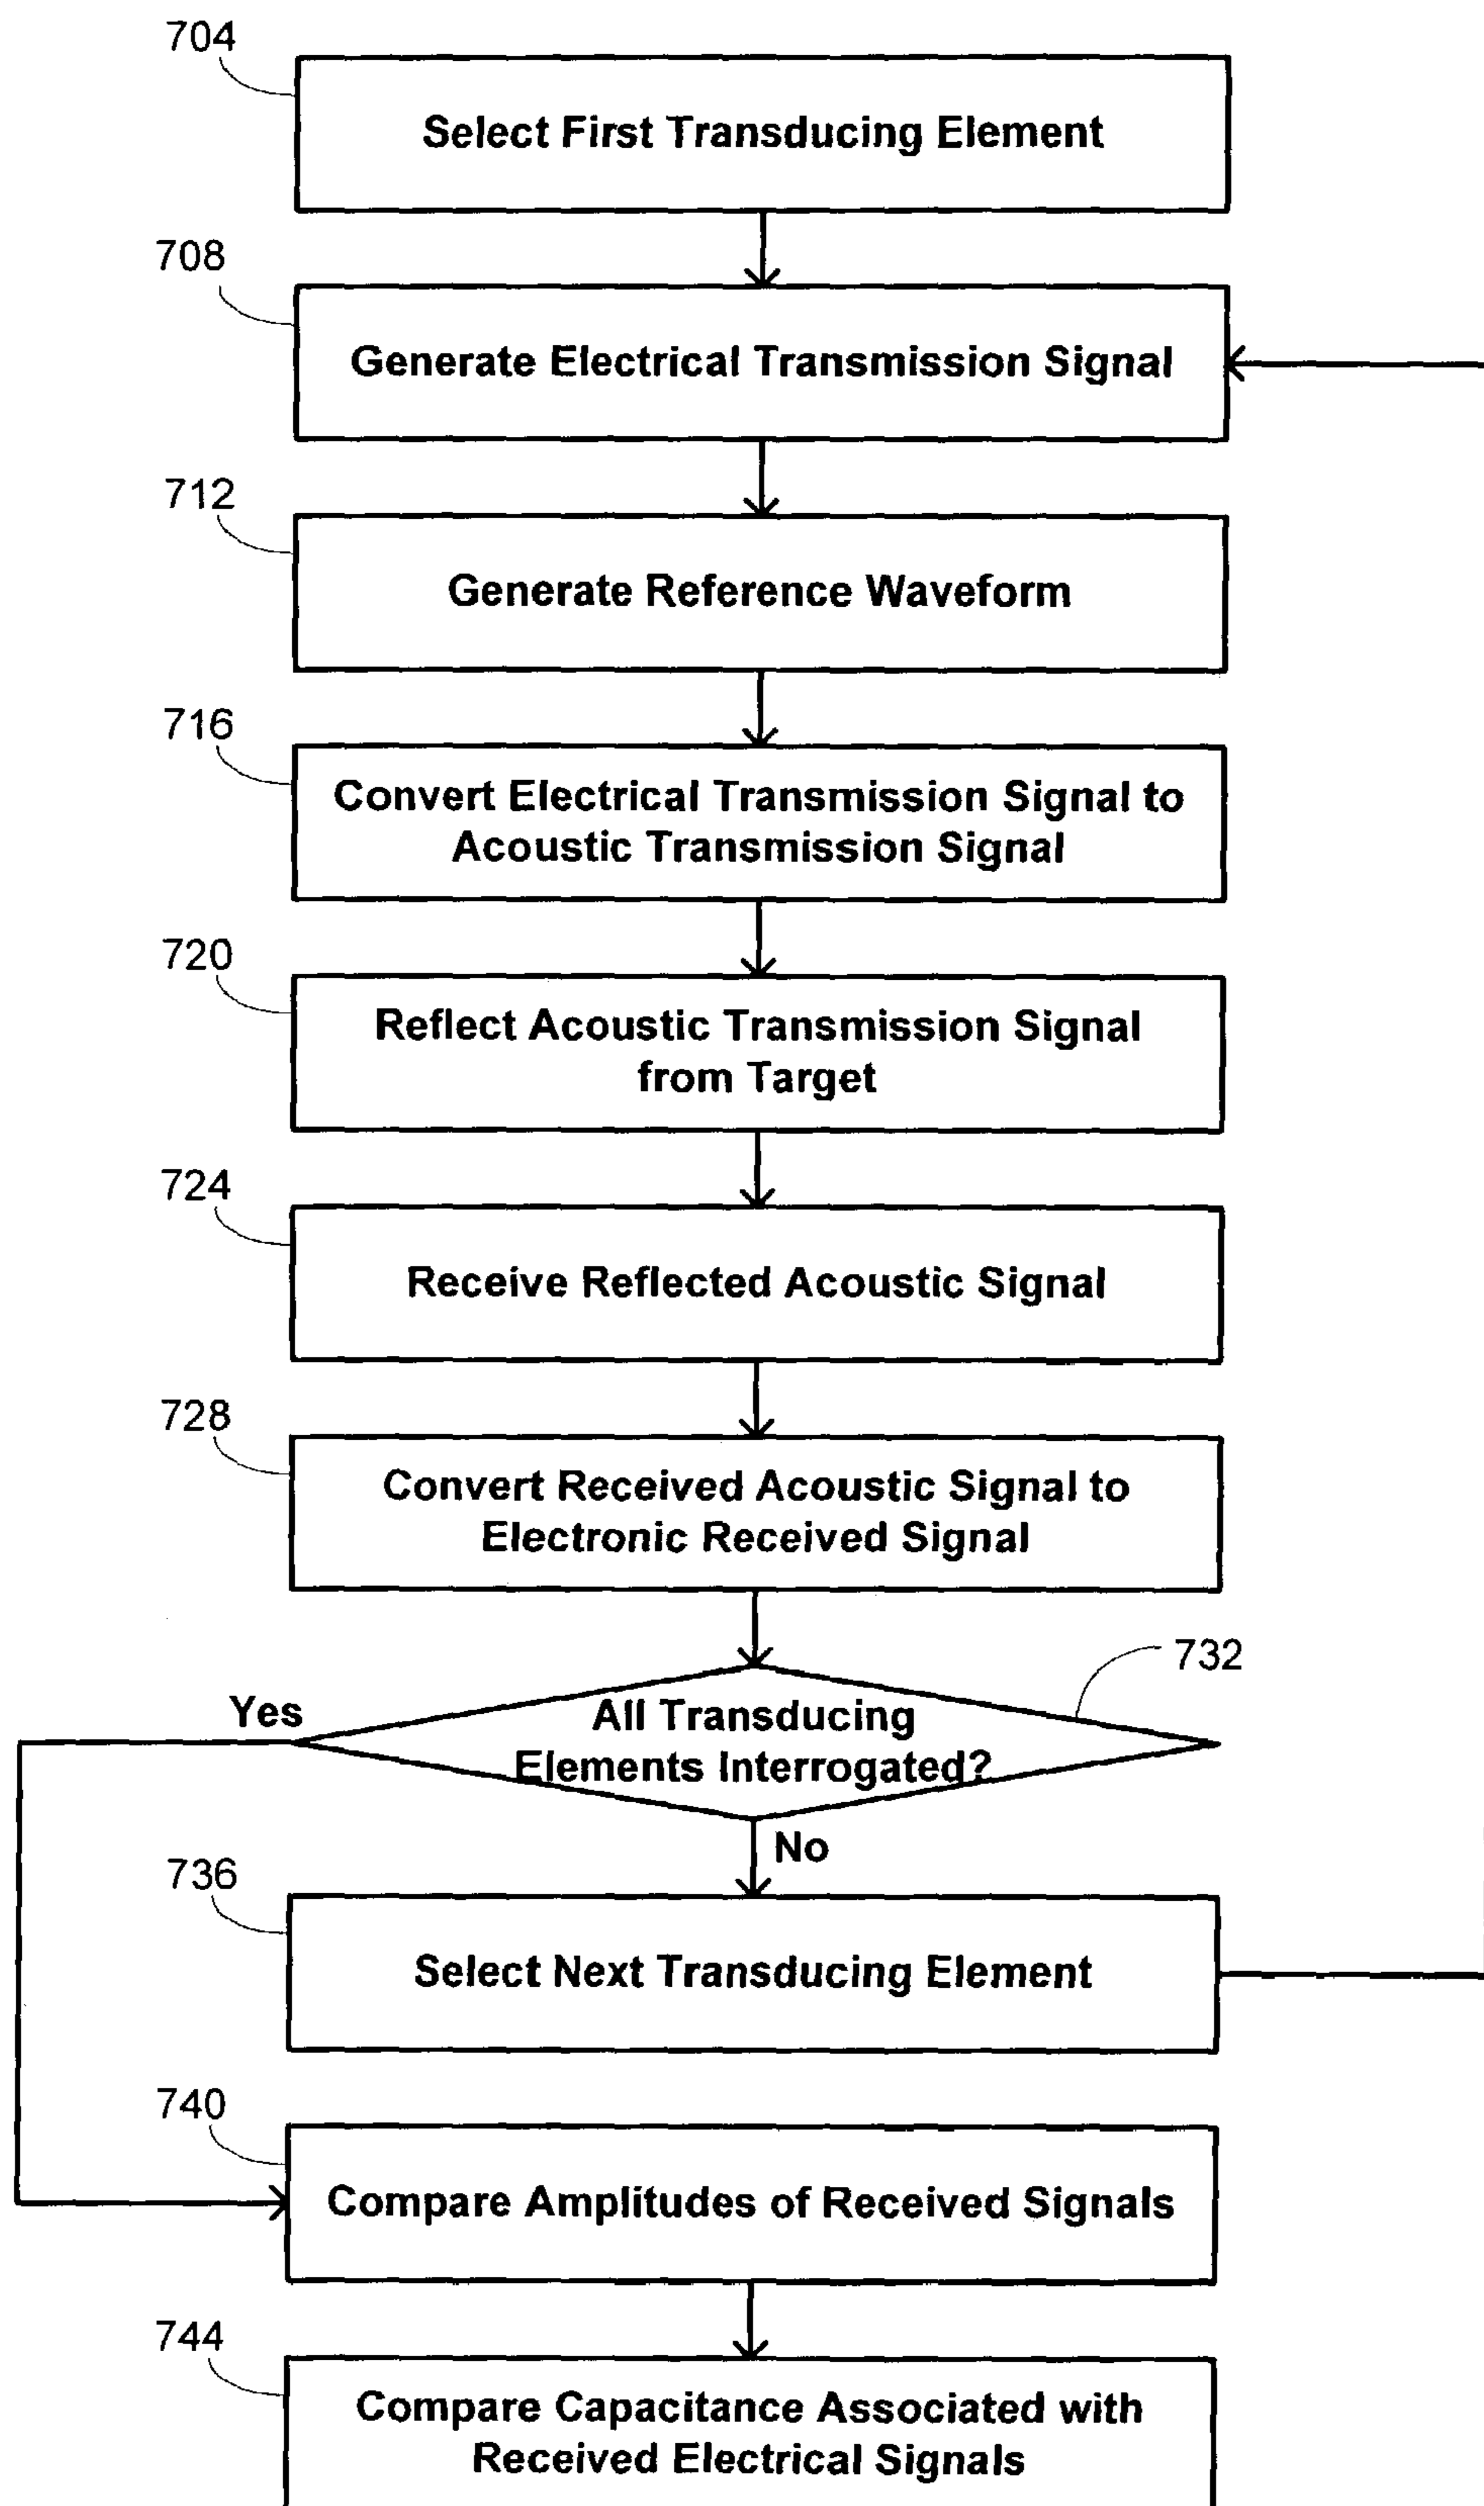 704
Select First Transducing Element
708
Generate Electrical Transmission Signal
712
Generate Reference Waveform
716
Convert Electrical Transmission Signal to
Acoustic Transmission Signal
720
Reflect Acoustic Transmission Signal
from Target
724
Receive Reflected Acoustic Signal
728
Convert Received Acoustic Signal to
Electronic Received Signal
732
Yes
All Transducing
Elements Interrogated?
No
736
Select Next Transducing Element
740
Compare Amplitudes of Received Signals
744
Compare Capacitance Associated with
Received Electrical Signals